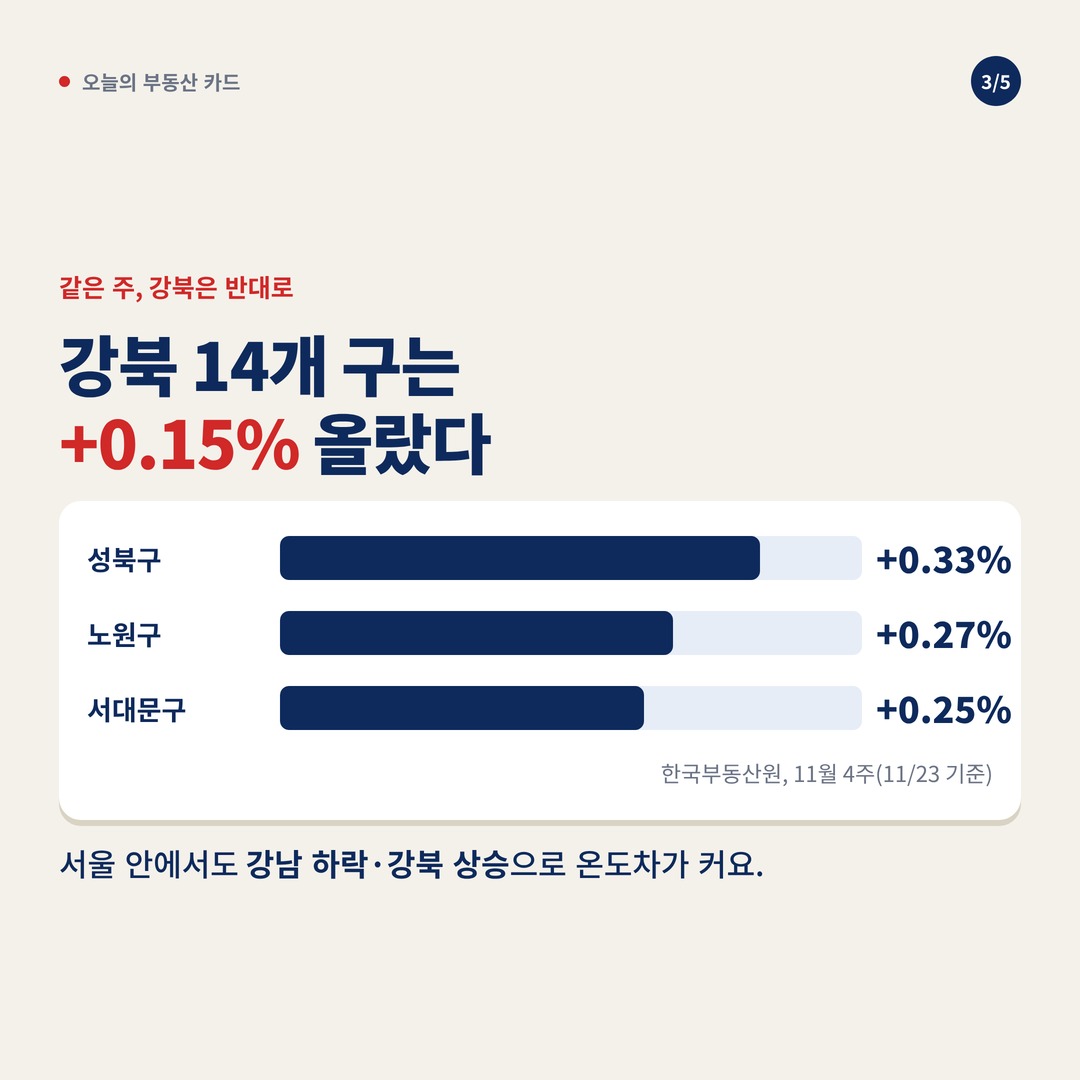 오늘의 부동산 카드
3/5
같은 주, 강북은 반대로
강북 14개 구는
+0.15% 올랐다
성북구 +0.33%
노원구 +0.27%
서대문구 +0.25%
한국부동산원, 11월 4주(11/23 기준)
서울 안에서도 강남 하락·강북 상승으로 온도차가 커요.